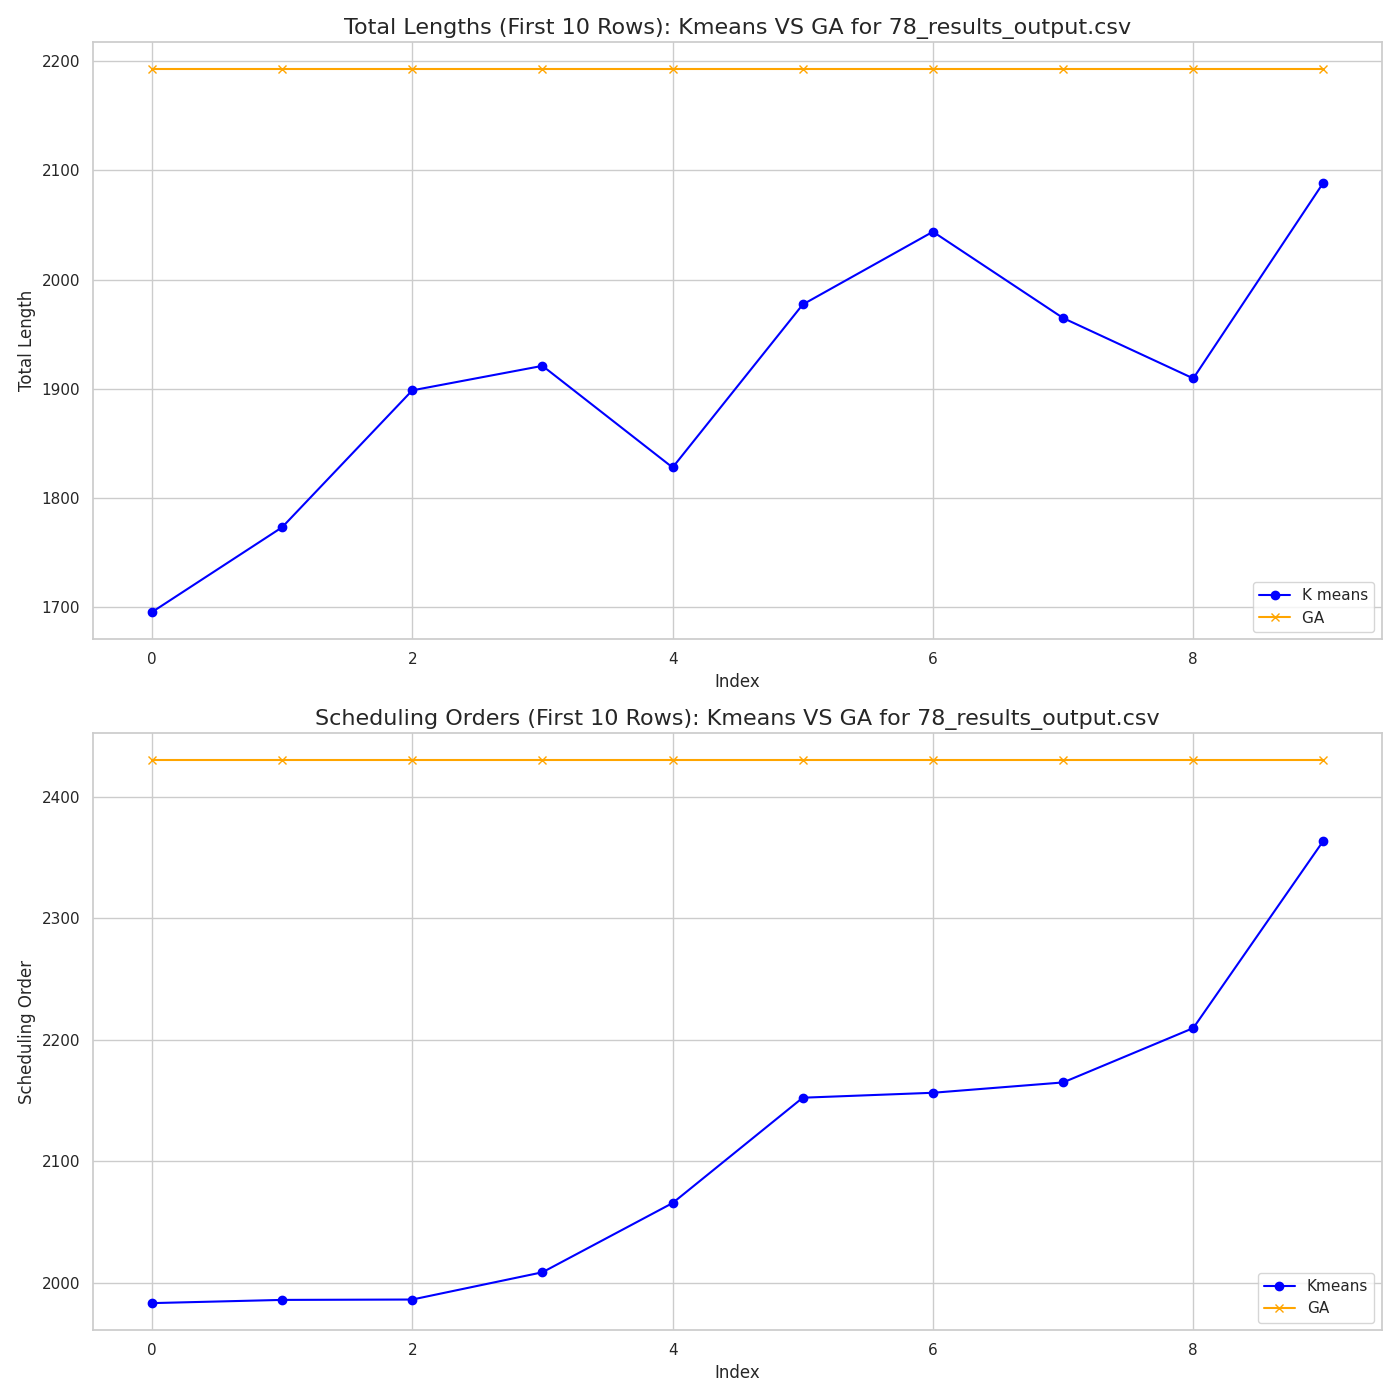 Total Lengths (First 10 Rows): Kmeans VS GA for 78_results_output.csv
2200
2100
2000
1900
1800
1700
Total Length
K means
GA
0 2 4 6 8
Index
Scheduling Orders (First 10 Rows): Kmeans VS GA for 78_results_output.csv
2400
2300
2200
2100
2000
Scheduling Order
Kmeans
GA
0 2 4 6 8
Index